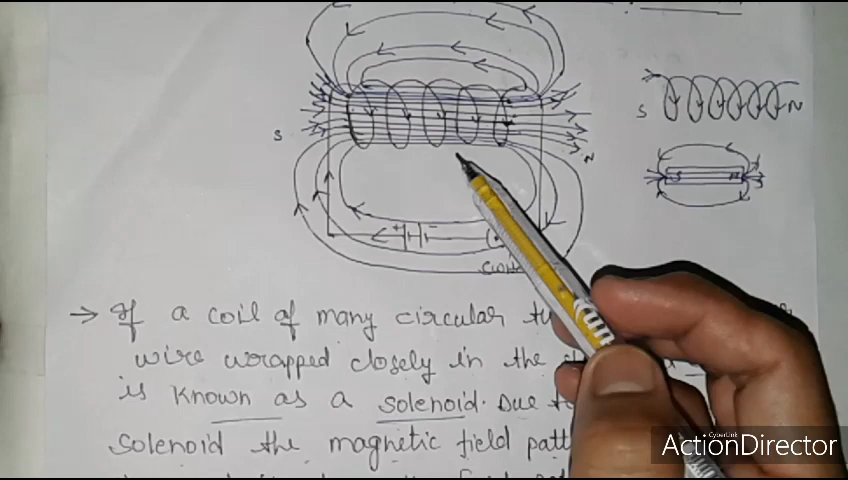 S
N
S N
S N
→ If a coil of many circular
wire wrapped closely in the
is known as a solenoid. Due
solenoid the magnetic field
CyberLink
ActionDirector